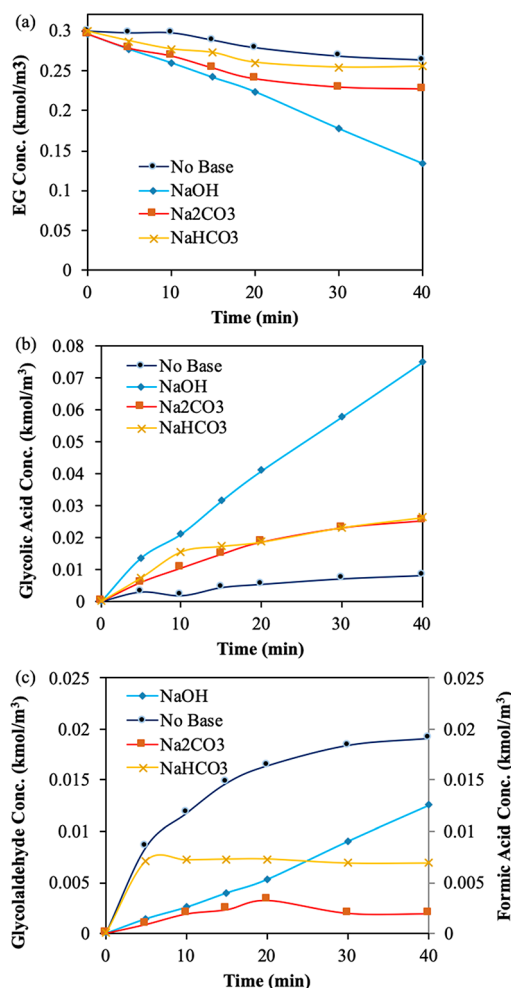 (a)
0.3
0.25
0.2
0.15
0.1
0.05
0
EG Conc. (kmol/m3)
No Base
NaOH
Na2CO3
NaHCO3
0 10 20 30 40
Time (min)
(b)
0.08
0.07
0.06
0.05
0.04
0.03
0.02
0.01
0
Glycolic Acid Conc. (kmol/m³)
No Base
NaOH
Na2CO3
NaHCO3
0 10 20 30 40
Time (min)
(c)
0.025
0.02
0.015
0.01
0.005
0
Glycolaldehyde Conc. (kmol/m³)
NaOH
No Base
Na2CO3
NaHCO3
0.025
0.02
0.015
0.01
0.005
0
Formic Acid Conc. (kmol/m³)
0 10 20 30 40
Time (min)